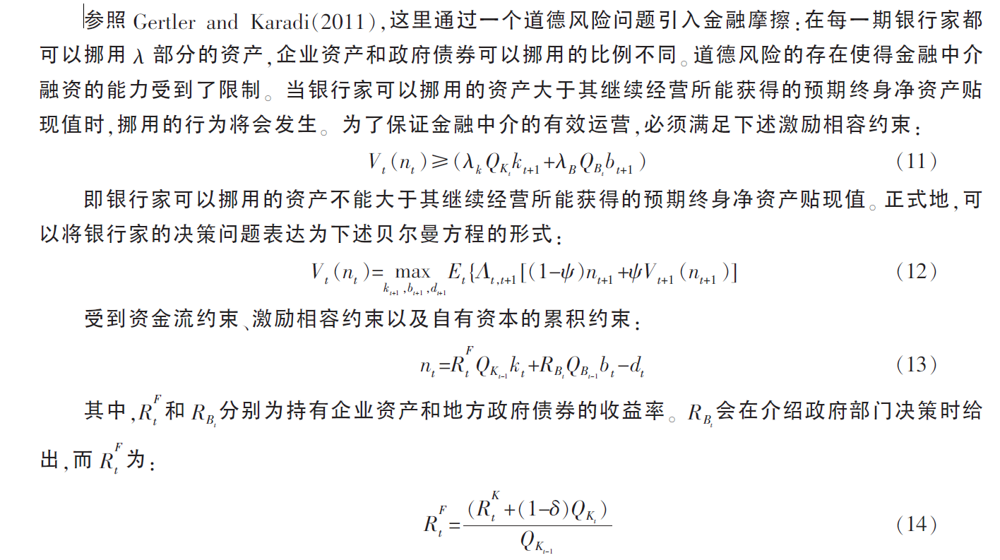 参照 Gertler and Karadi(2011),这里通过一个道德风险问题引入金融摩擦:在每一期银行家都
可以挪用 λ 部分的资产,企业资产和政府债券可以挪用的比例不同。道德风险的存在使得金融中介
融资的能力受到了限制。当银行家可以挪用的资产大于其继续经营所能获得的预期终身净资产贴
现值时,挪用的行为将会发生。为了保证金融中介的有效运营,必须满足下述激励相容约束:
V_t(n_t)≥(λ_k Q_{K_t} k_{t+1}+λ_B Q_{B_t} b_{t+1}) (11)
即银行家可以挪用的资产不能大于其继续经营所能获得的预期终身净资产贴现值。正式地,可
以将银行家的决策问题表达为下述贝尔曼方程的形式:
V_t(n_t)=max_{k_{t+1},b_{t+1},d_{t+1}} E_t{Λ_{t,t+1}[(1-ψ)n_{t+1}+ψV_{t+1}(n_{t+1})] (12)
受到资金流约束、激励相容约束以及自有资本的累积约束:
n_t=R_t^F Q_{K_{t-1}} k_t+R_{B_t} Q_{B_{t-1}} b_t-d_t (13)
其中,R_t^F 和 R_{B_t} 分别为持有企业资产和地方政府债券的收益率。R_{B_t} 会在介绍政府部门决策时给
出,而 R_t^F 为:
R_t^F=\frac{(R_t^K+(1-δ)Q_{K_t})}{Q_{K_{t-1}}} (14)